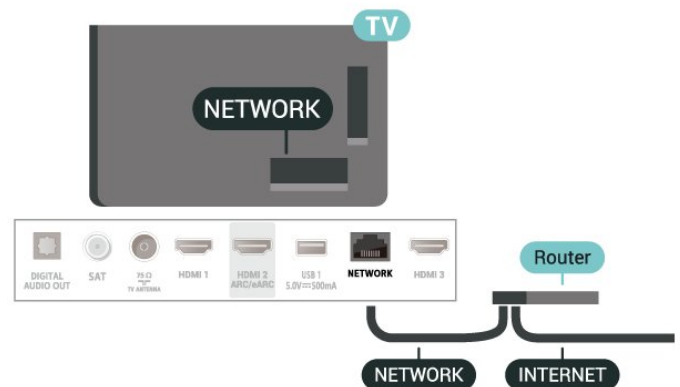 TV
NETWORK
DIGITAL
AUDIO OUT
SAT
75 Ω
TV ANTENNA
HDMI 1
HDMI 2
ARC/eARC
USB 1
5.0V⎓500mA
NETWORK
HDMI 3
Router
NETWORK
INTERNET